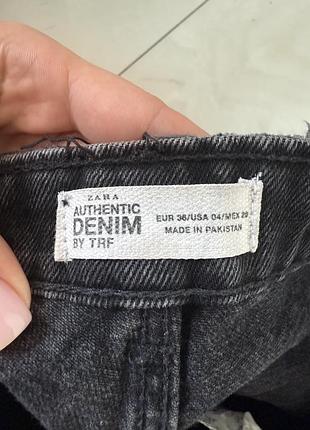 ZARA
AUTHENTIC
DENIM
BY TRF
EUR 36/USA 04/MEX 26
MADE IN PAKISTAN